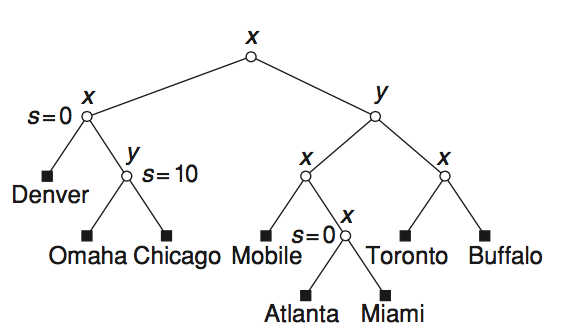 x
x
y
s=0
y
s=10
x
x
Denver
x
s=0
Omaha Chicago Mobile
Toronto Buffalo
Atlanta Miami